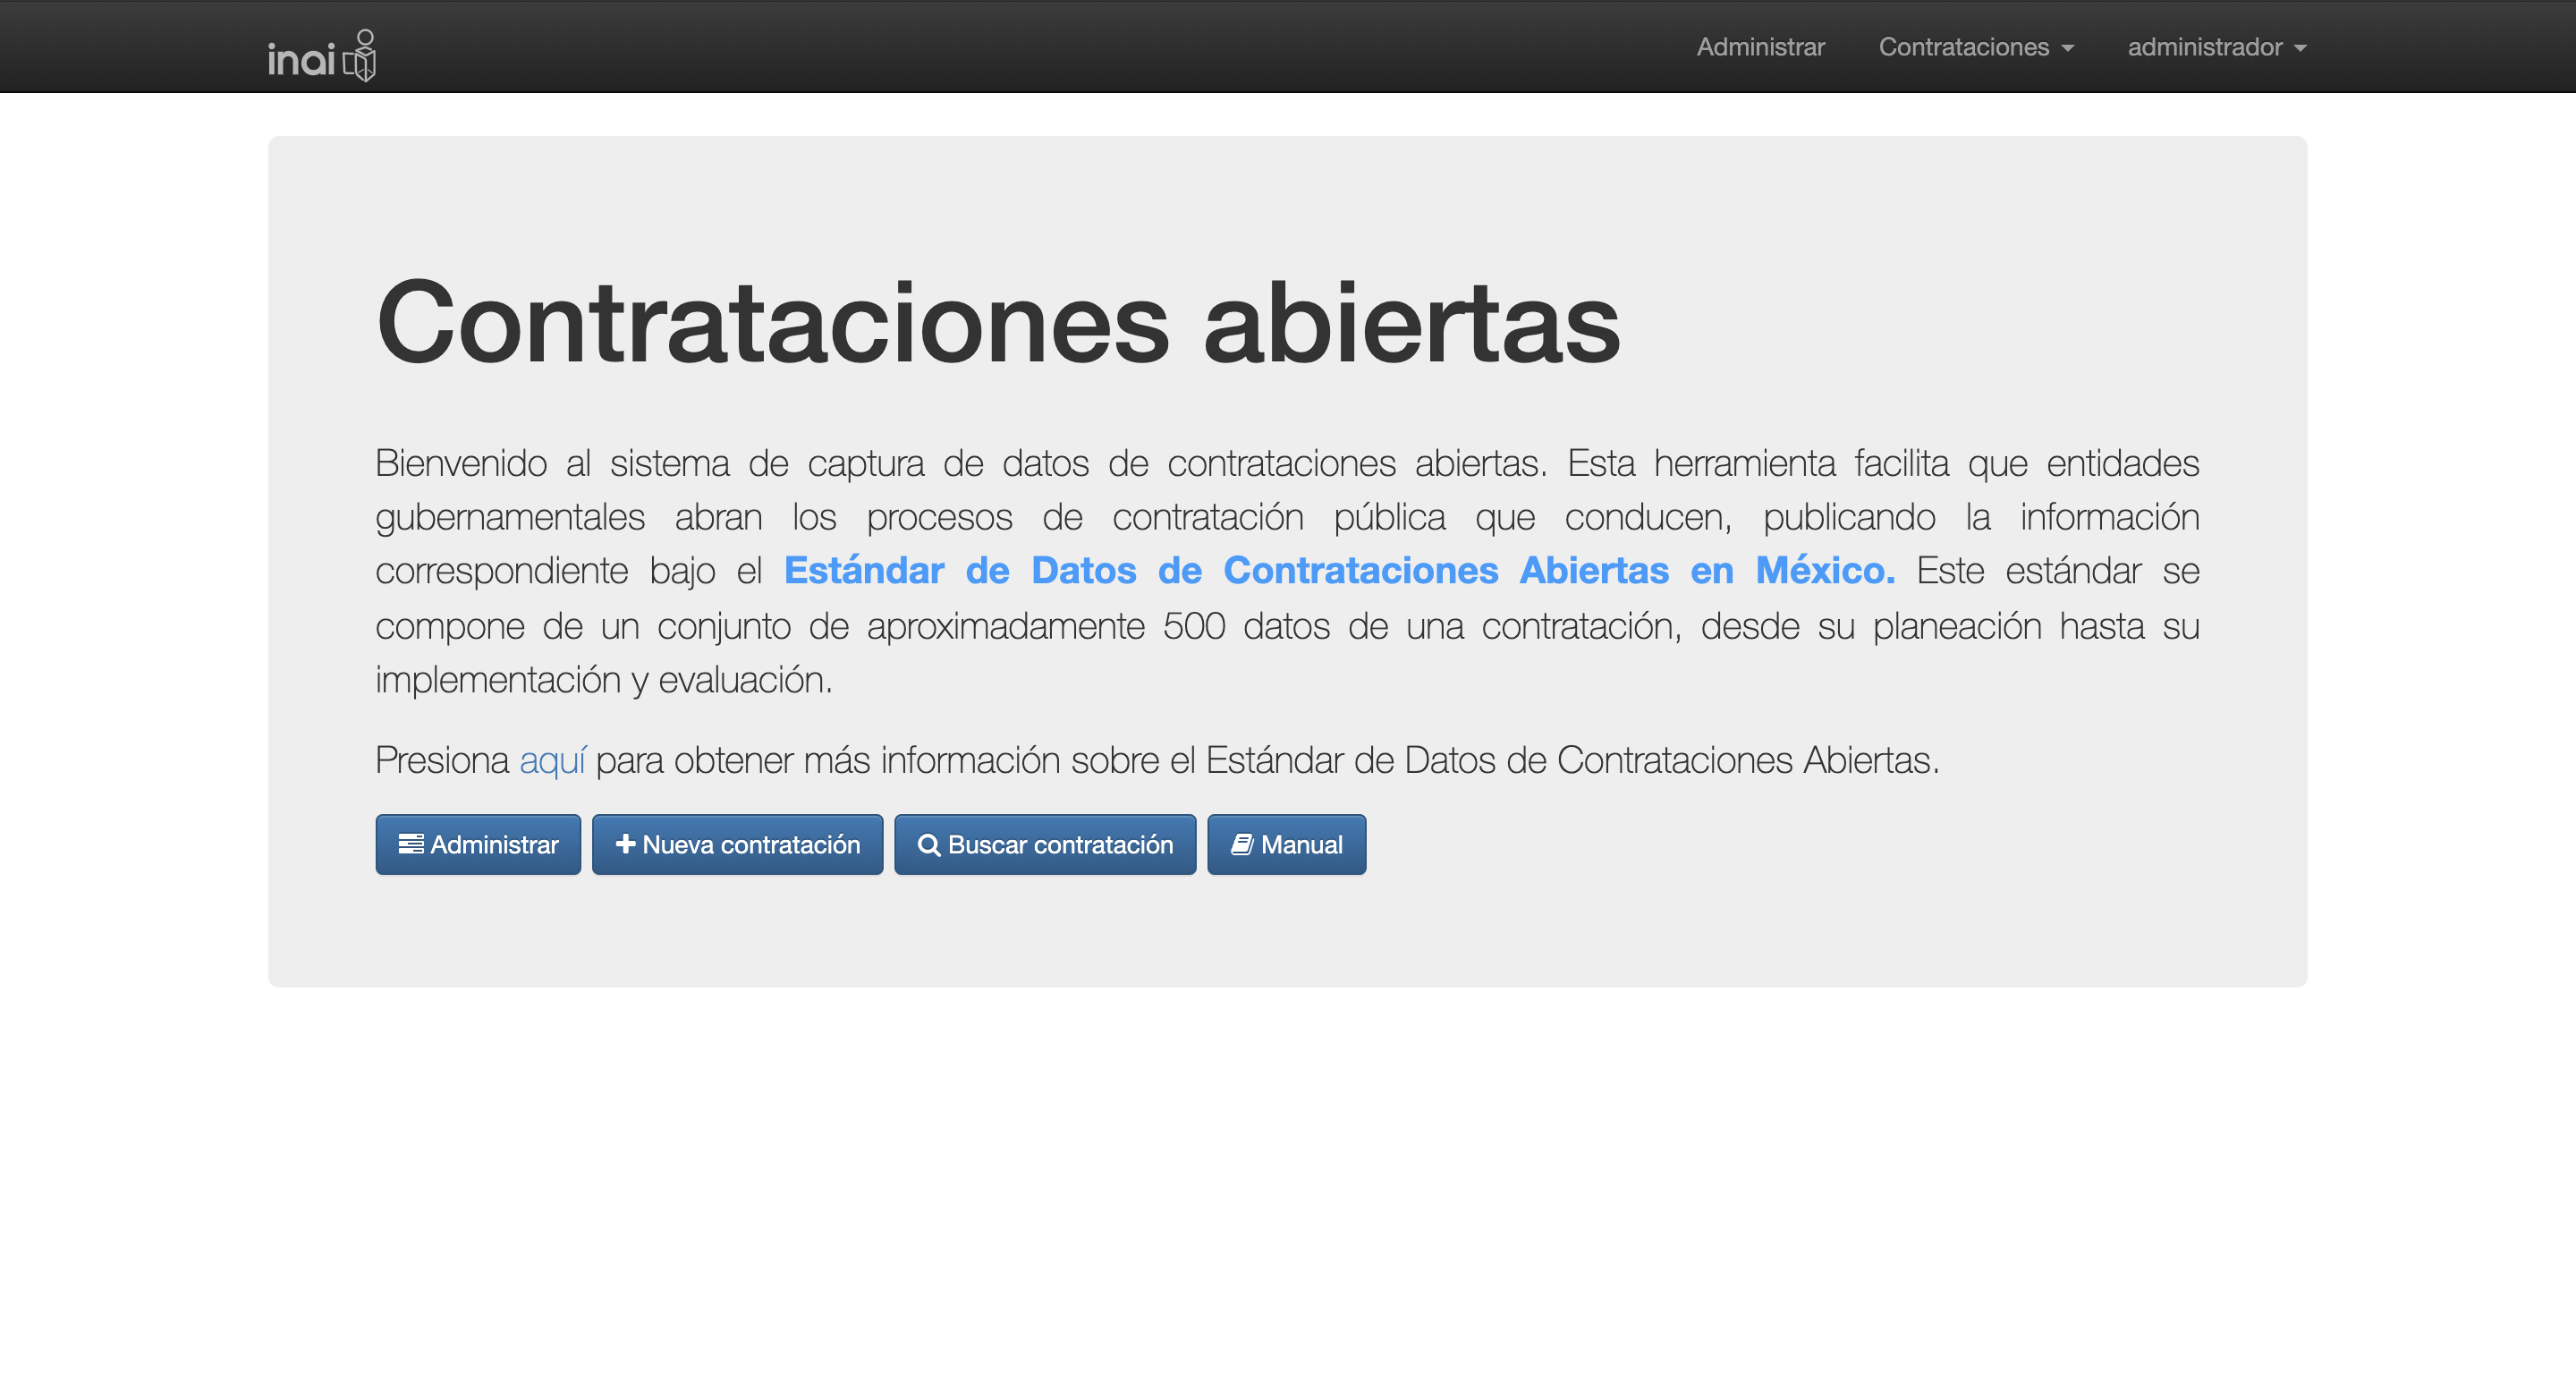 inai
Administrar
Contrataciones
administrador
Contrataciones abiertas
Bienvenido al sistema de captura de datos de contrataciones abiertas. Esta herramienta facilita que entidades
gubernamentales abran los procesos de contratación pública que conducen, publicando la información
correspondiente bajo el Estándar de Datos de Contrataciones Abiertas en México. Este estándar se
compone de un conjunto de aproximadamente 500 datos de una contratación, desde su planeación hasta su
implementación y evaluación.
Presiona aquí para obtener más información sobre el Estándar de Datos de Contrataciones Abiertas.
Administrar
Nueva contratación
Buscar contratación
Manual